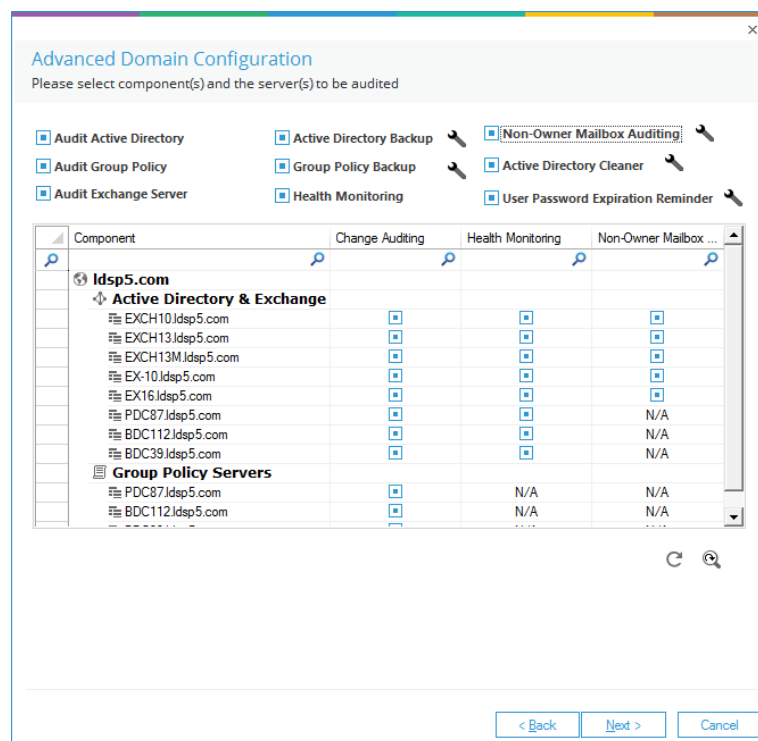 Advanced Domain Configuration
Please select component(s) and the server(s) to be audited
Audit Active Directory Active Directory Backup Non-Owner Mailbox Auditing
Audit Group Policy Group Policy Backup Active Directory Cleaner
Audit Exchange Server Health Monitoring User Password Expiration Reminder
Component Change Auditing Health Monitoring Non-Owner Mailbox ...
ldsp5.com
Active Directory & Exchange
EXCH10.ldsp5.com
EXCH13.ldsp5.com
EXCH13M.ldsp5.com
EX-10.ldsp5.com
EX16.ldsp5.com
PDC87.ldsp5.com N/A
BDC112.ldsp5.com N/A
BDC39.ldsp5.com N/A
Group Policy Servers
PDC87.ldsp5.com N/A N/A
BDC112.ldsp5.com N/A N/A
< Back Next > Cancel